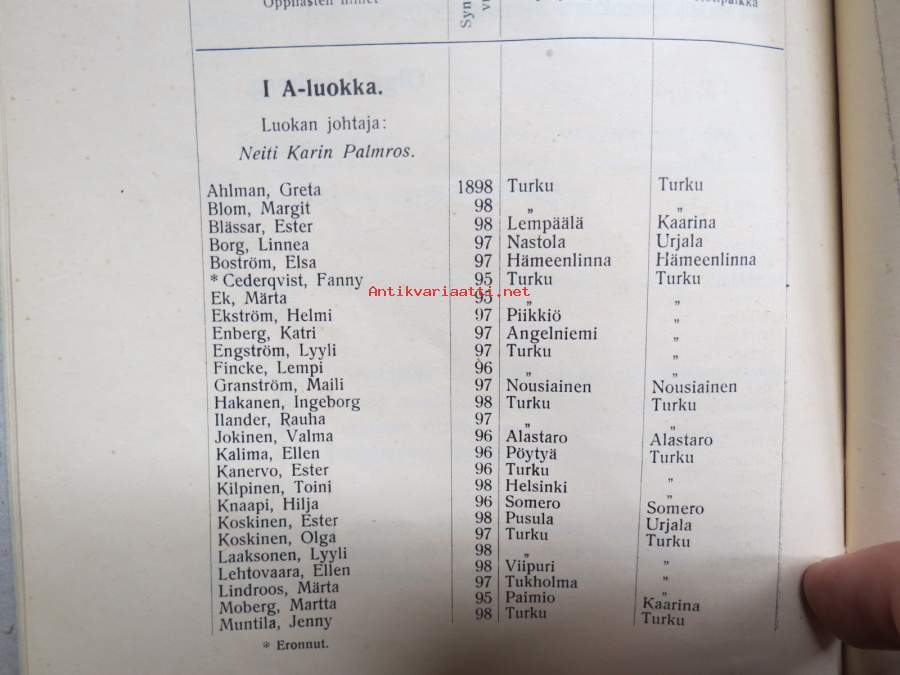 Oppilasten nimet Syn v kka
I A-luokka.
Luokan johtaja:
Neiti Karin Palmros.
Ahlman, Greta 1898 Turku Turku
Blom, Margit 98 „ „
Blässar, Ester 98 Lempäälä Kaarina
Borg, Linnea 97 Nastola Urjala
Boström, Elsa 97 Hämeenlinna Hämeenlinna
* Cederqvist, Fanny 95 Turku Turku
Antikvariaatti.net
Ek, Märta 95 „ „
Ekström, Helmi 97 Piikkiö „
Enberg, Katri 97 Angelniemi „
Engström, Lyyli 97 Turku „
Fincke, Lempi 96 „ „
Granström, Maili 97 Nousiainen Nousiainen
Hakanen, Ingeborg 98 Turku Turku
Ilander, Rauha 97 „ „
Jokinen, Valma 96 Alastaro Alastaro
Kalima, Ellen 96 Pöytyä Turku
Kanervo, Ester 96 Turku „
Kilpinen, Toini 98 Helsinki „
Knaapi, Hilja 96 Somero Somero
Koskinen, Ester 98 Pusula Urjala
Koskinen, Olga 97 Turku Turku
Laaksonen, Lyyli 98 „ „
Lehtovaara, Ellen 98 Viipuri „
Lindroos, Märta 97 Tukholma „
Moberg, Martta 95 Paimio Kaarina
Muntila, Jenny 98 Turku Turku
* Eronnut.